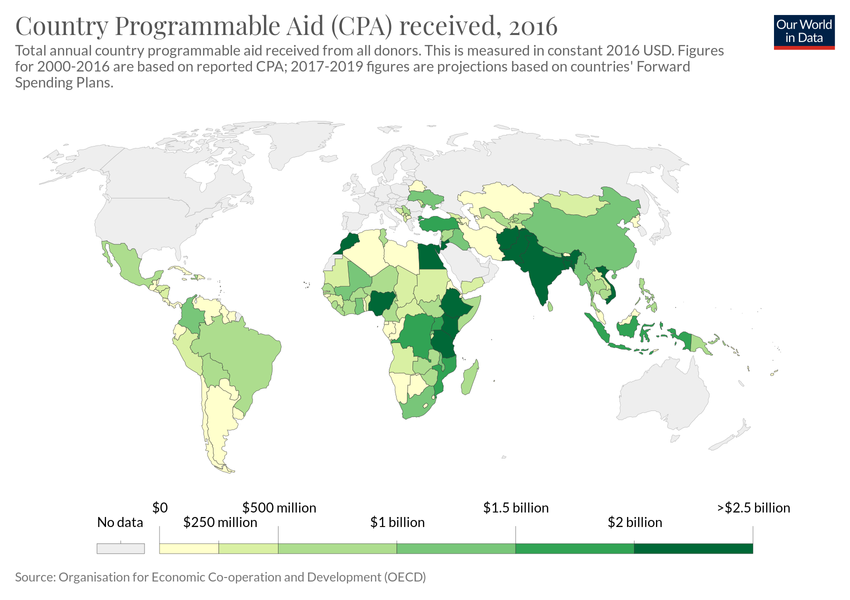 Country Programmable Aid (CPA) received, 2016
Our World
in Data
Total annual country programmable aid received from all donors. This is measured in constant 2016 USD. Figures
for 2000-2016 are based on reported CPA; 2017-2019 figures are projections based on countries' Forward
Spending Plans.
$0
$500 million
$1.5 billion
>$2.5 billion
No data
$250 million
$1 billion
$2 billion
Source: Organisation for Economic Co-operation and Development (OECD)